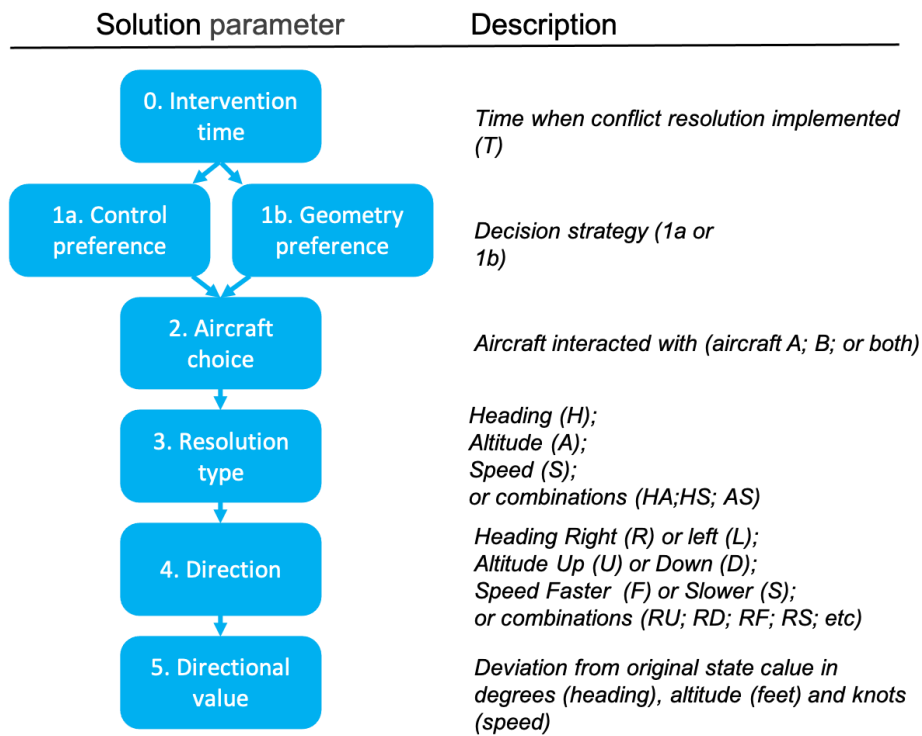 Solution parameter
Description
0. Intervention
time
Time when conflict resolution implemented
(T)
1a. Control
preference
1b. Geometry
preference
Decision strategy (1a or
1b)
2. Aircraft
choice
Aircraft interacted with (aircraft A; B; or both)
3. Resolution
type
Heading (H);
Altitude (A);
Speed (S);
or combinations (HA;HS; AS)
4. Direction
Heading Right (R) or left (L);
Altitude Up (U) or Down (D);
Speed Faster (F) or Slower (S);
or combinations (RU; RD; RF; RS; etc)
5. Directional
value
Deviation from original state calue in
degrees (heading), altitude (feet) and knots
(speed)